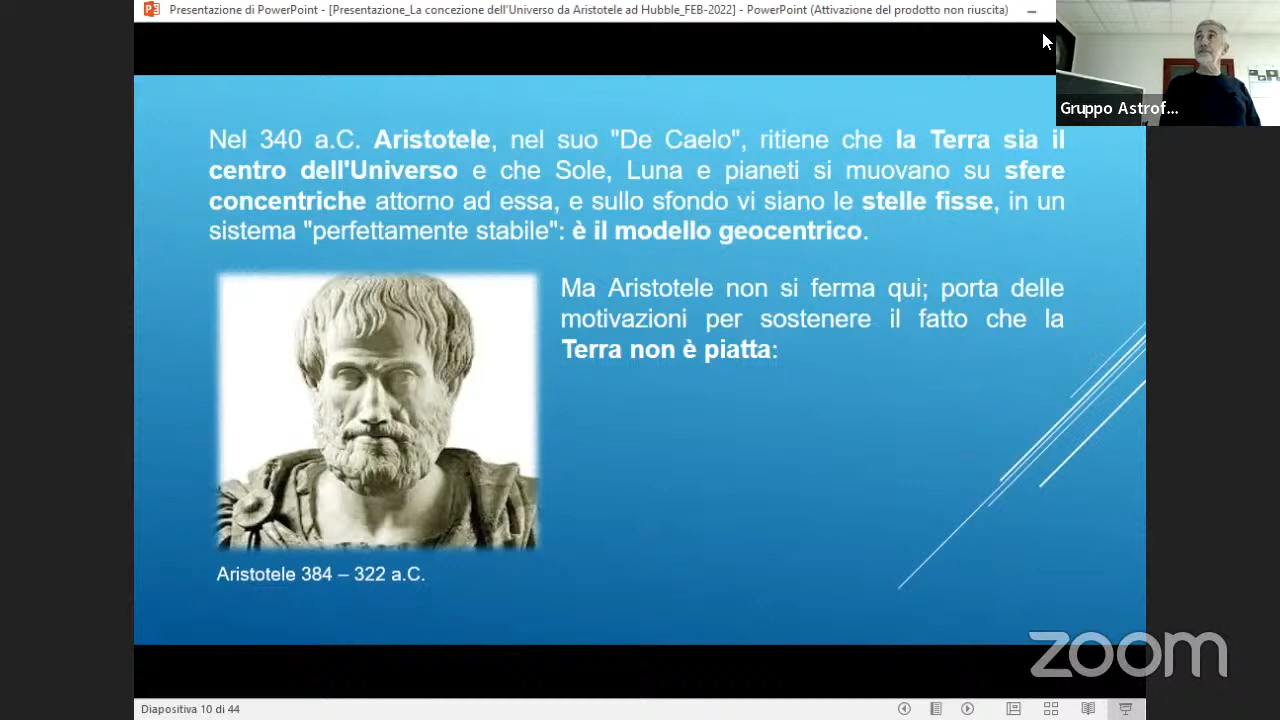 Presentazione di PowerPoint - [Presentazione_La concezione dell'Universo da Aristotele ad Hubble_FEB-2022] - PowerPoint (Attivazione del prodotto non riuscita)
Gruppo Astrof...
Nel 340 a.C. Aristotele, nel suo "De Caelo", ritiene che la Terra sia il
centro dell'Universo e che Sole, Luna e pianeti si muovano su sfere
concentriche attorno ad essa, e sullo sfondo vi siano le stelle fisse, in un
sistema "perfettamente stabile": è il modello geocentrico.
Ma Aristotele non si ferma qui; porta delle
motivazioni per sostenere il fatto che la
Terra non è piatta:
Aristotele 384 – 322 a.C.
zoom
Diapositiva 10 di 44